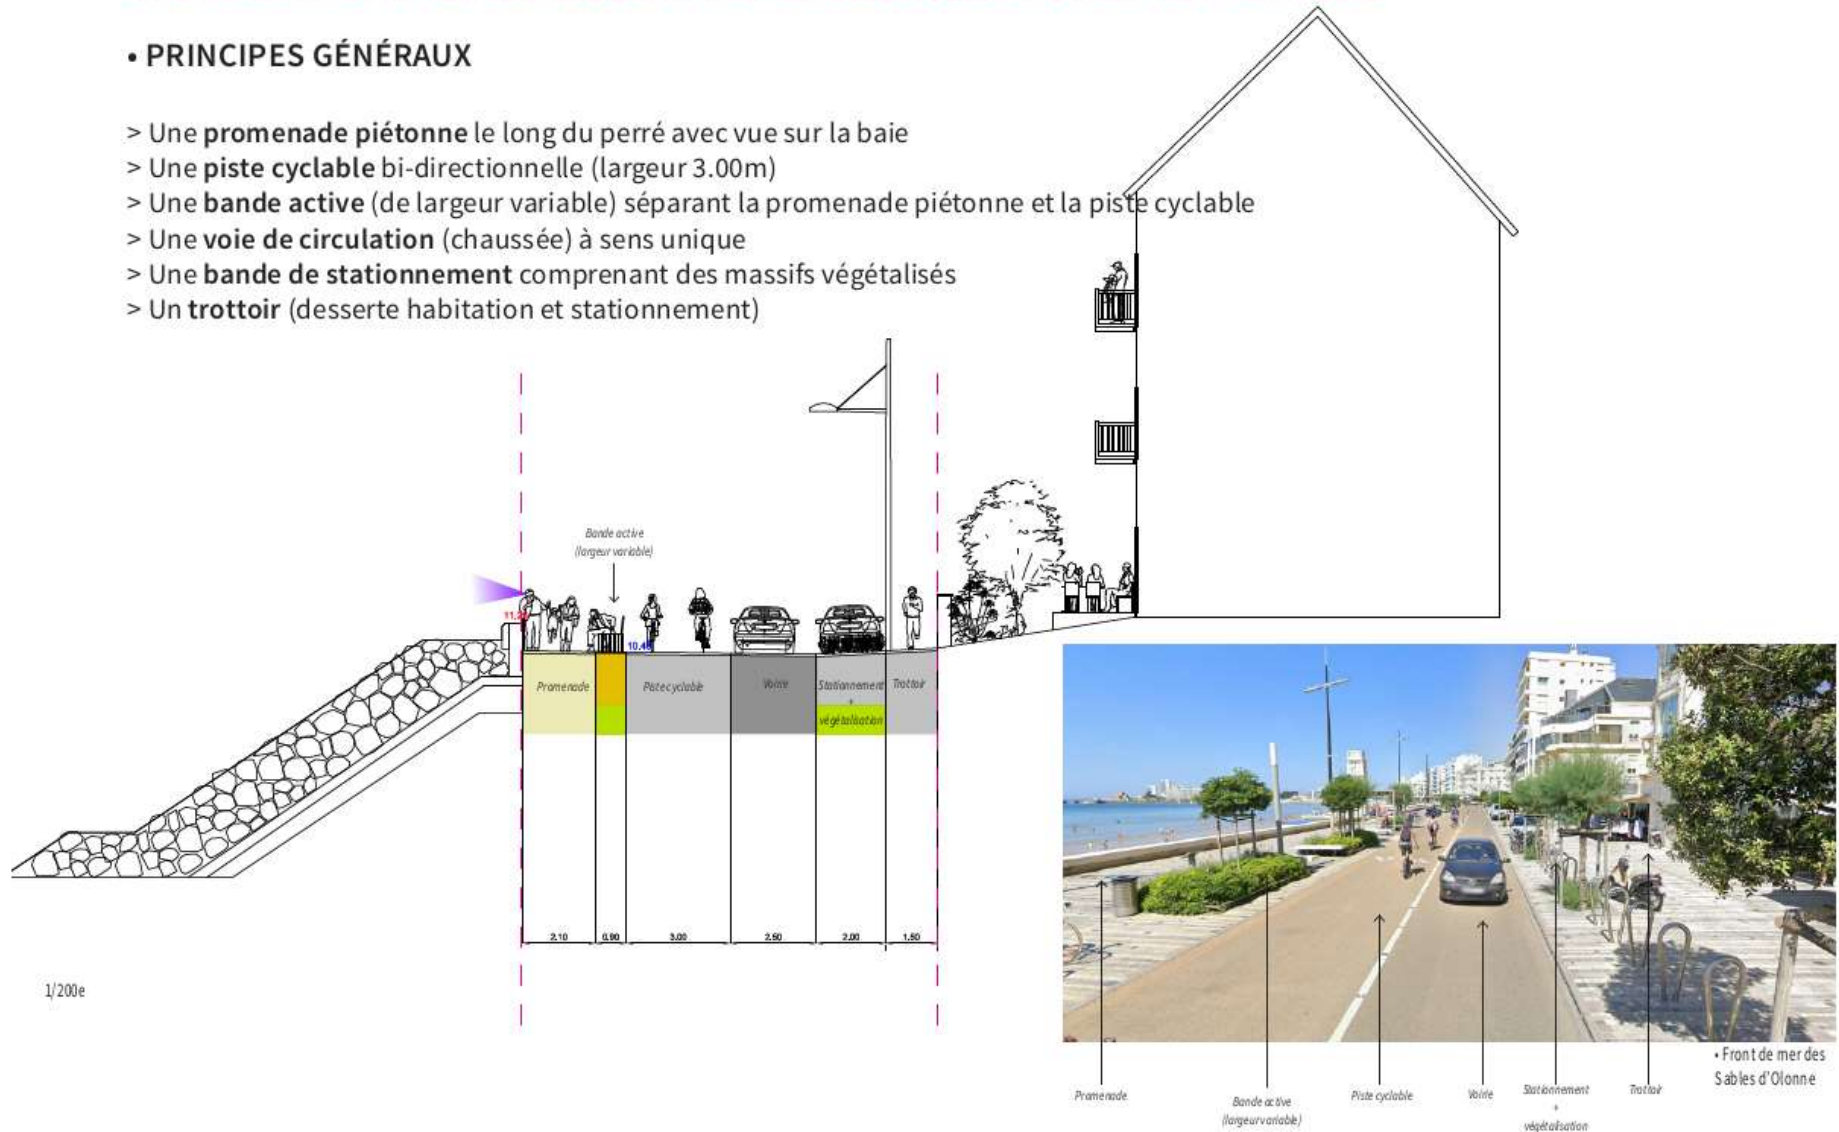 • PRINCIPES GÉNÉRAUX
> Une promenade piétonne le long du perré avec vue sur la baie
> Une piste cyclable bi-directionnelle (largeur 3.00m)
> Une bande active (de largeur variable) séparant la promenade piétonne et la piste cyclable
> Une voie de circulation (chaussée) à sens unique
> Une bande de stationnement comprenant des massifs végétalisés
> Un trottoir (desserte habitation et stationnement)
Bande active
(largeur variable)
Promenade
Piste cyclable
Voirie
Stationnement
+
végétalisation
Trottoir
2.10
0.90
3.00
2.50
2.00
1.50
1/200e
• Front de mer des
Sables d'Olonne
Promenade
Bande active
(largeur variable)
Piste cyclable
Voirie
Stationnement
+
végétalisation
Trottoir